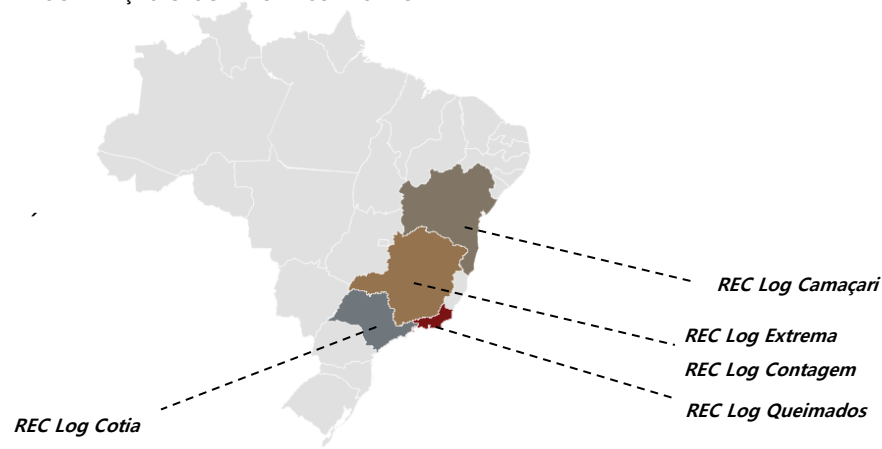 REC Log Camaçari
REC Log Extrema
REC Log Contagem
REC Log Queimados
REC Log Cotia